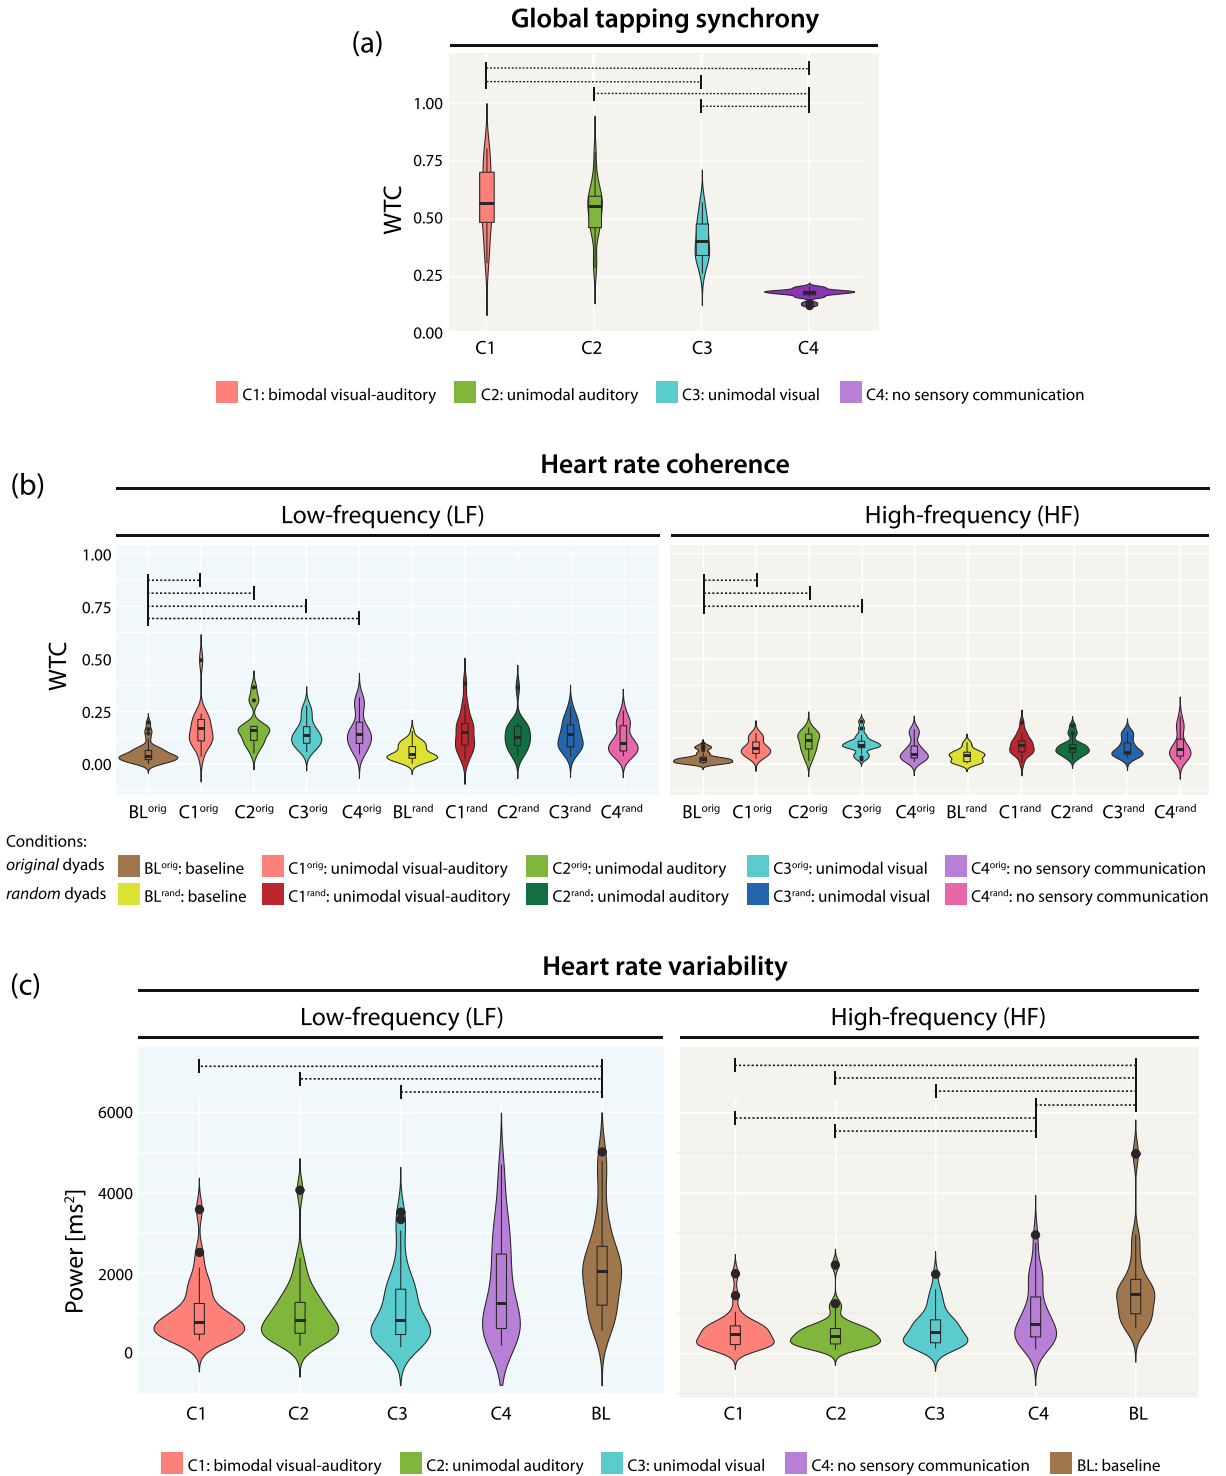 Global tapping synchrony
(a)
1.00
0.75
0.50
0.25
0.00
WTC
C1 C2 C3 C4
C1: bimodal visual-auditory C2: unimodal auditory C3: unimodal visual C4: no sensory communication
Heart rate coherence
(b)
Low-frequency (LF) High-frequency (HF)
1.00
0.75
0.50
0.25
0.00
WTC
BLorig C1orig C2orig C3orig C4orig BLrand C1rand C2rand C3rand C4rand BLorig C1orig C2orig C3orig C4orig BLrand C1rand C2rand C3rand C4rand
Conditions:
original dyads BLorig: baseline C1orig: unimodal visual-auditory C2orig: unimodal auditory C3orig: unimodal visual C4orig: no sensory communication
random dyads BLrand: baseline C1rand: unimodal visual-auditory C2rand: unimodal auditory C3rand: unimodal visual C4rand: no sensory communication
Heart rate variability
(c)
Low-frequency (LF) High-frequency (HF)
6000
4000
2000
0
Power [ms²]
C1 C2 C3 C4 BL C1 C2 C3 C4 BL
C1: bimodal visual-auditory C2: unimodal auditory C3: unimodal visual C4: no sensory communication BL: baseline